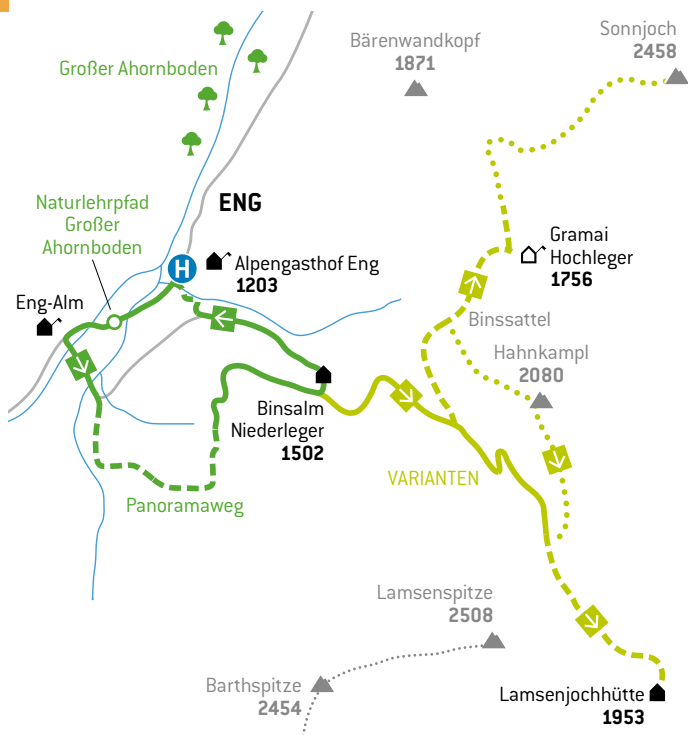 Sonnjoch
2458
Bärenwandkopf
1871
Großer Ahornboden
ENG
Naturlehrpfad
Großer
Ahornboden
H
Alpengasthof Eng
1203
Gramai
Hochleger
1756
Eng-Alm
Binssattel
Hahnkampl
2080
Binsalm
Niederleger
1502
VARIANTEN
Panoramaweg
Lamsenspitze
2508
Barthspitze
2454
Lamsenjochhütte
1953